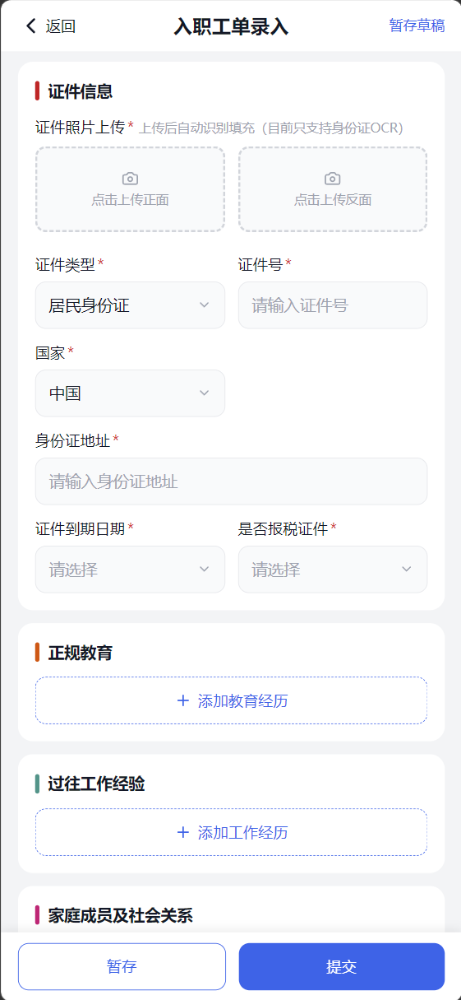 返回 入职工单录入 暂存草稿
证件信息
证件照片上传* 上传后自动识别填充（目前只支持身份证OCR）
点击上传正面 点击上传反面
证件类型* 证件号*
居民身份证 请输入证件号
国家*
中国
身份证地址*
请输入身份证地址
证件到期日期* 是否报税证件*
请选择 请选择
正规教育
+ 添加教育经历
过往工作经验
+ 添加工作经历
家庭成员及社会关系
暂存 提交